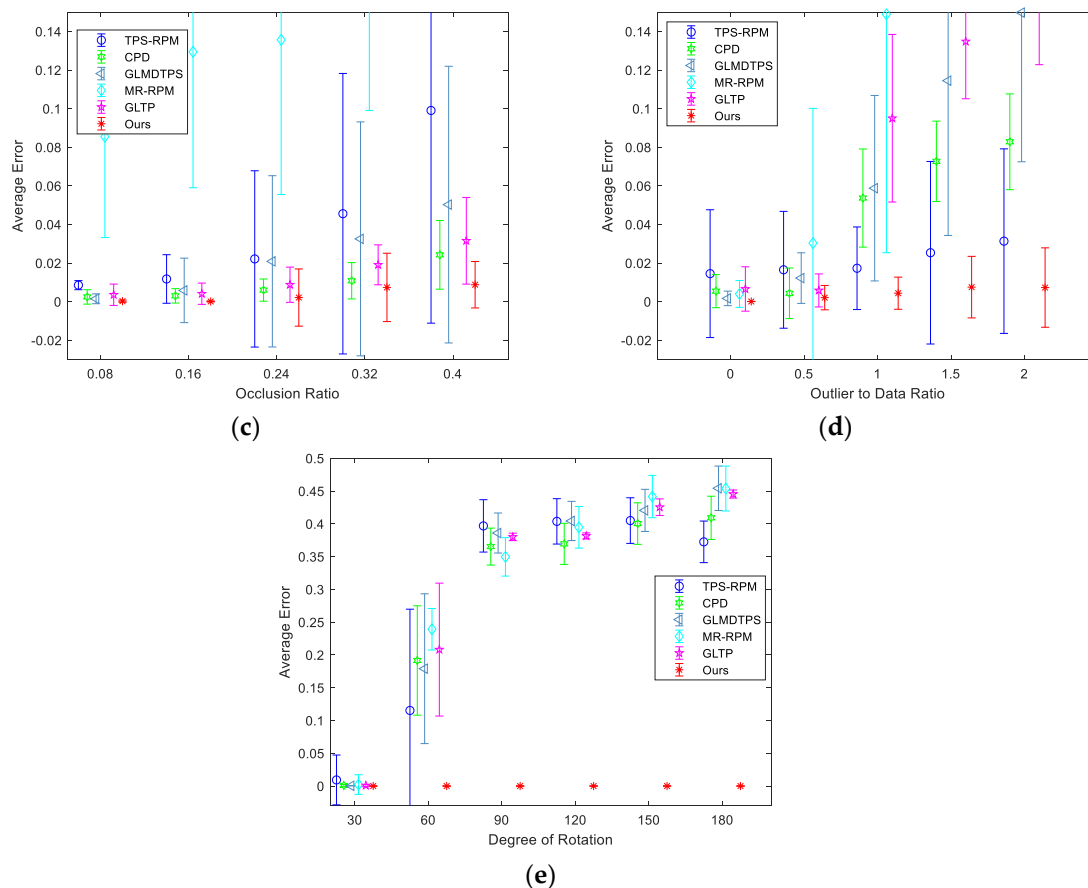 0.14
0.12
0.1
0.08
0.06
0.04
0.02
0
-0.02
Average Error
TPS-RPM
CPD
GLMDTPS
MR-RPM
GLTP
Ours
0.08 0.16 0.24 0.32 0.4
Occlusion Ratio
(c)
0.14
0.12
0.1
0.08
0.06
0.04
0.02
0
-0.02
Average Error
TPS-RPM
CPD
GLMDTPS
MR-RPM
GLTP
Ours
0 0.5 1 1.5 2
Outlier to Data Ratio
(d)
0.5
0.45
0.4
0.35
0.3
0.25
0.2
0.15
0.1
0.05
0
Average Error
TPS-RPM
CPD
GLMDTPS
MR-RPM
GLTP
Ours
30 60 90 120 150 180
Degree of Rotation
(e)